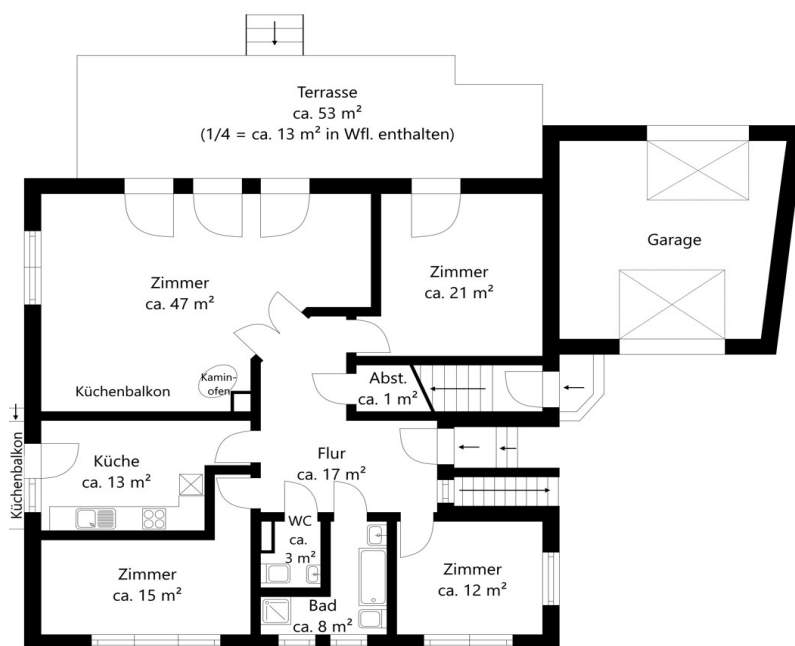 Terrasse
ca. 53 m²
(1/4 = ca. 13 m² in Wfl. enthalten)
Garage
Zimmer
ca. 47 m²
Zimmer
ca. 21 m²
Kamin-
ofen
Küchenbalkon
Abst.
ca. 1 m²
Küchenbalkon
Küche
ca. 13 m²
Flur
ca. 17 m²
WC
ca.
3 m²
Zimmer
ca. 15 m²
Zimmer
ca. 12 m²
Bad
ca. 8 m²